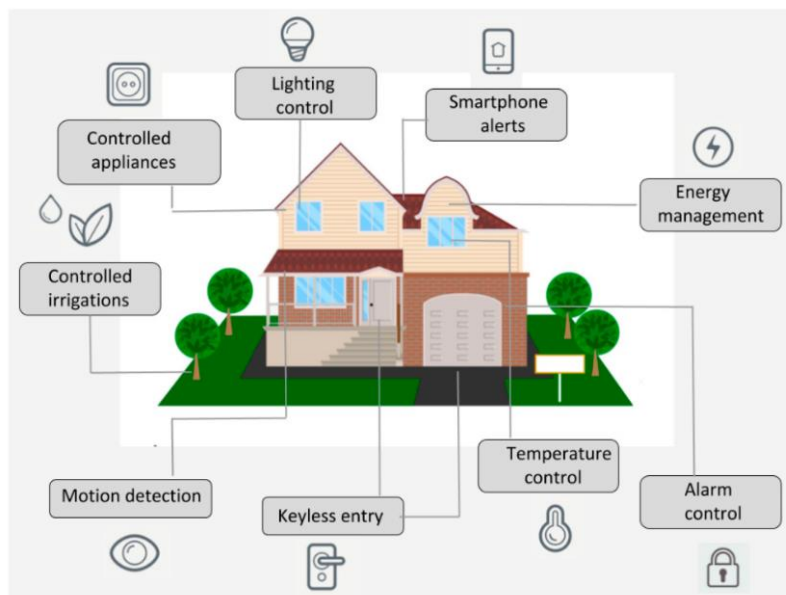 Lighting
control
Smartphone
alerts
Controlled
appliances
Energy
management
Controlled
irrigations
Temperature
control
Motion detection
Keyless entry
Alarm
control